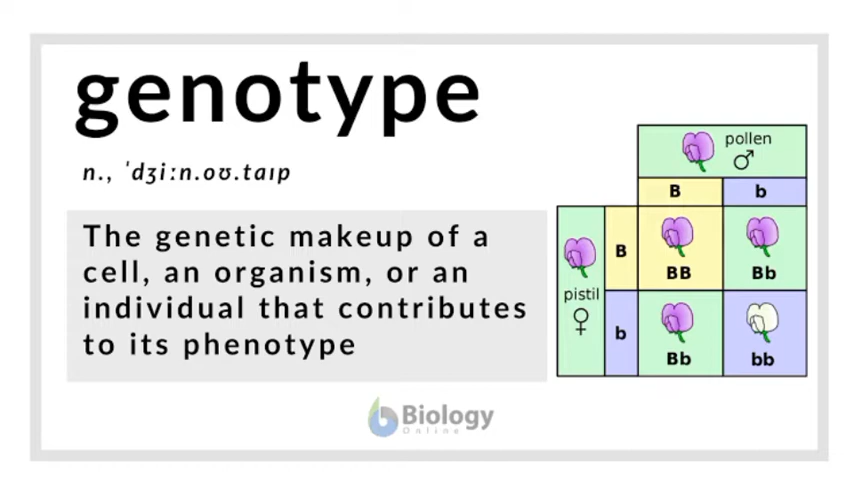 genotype
n., ˈdʒiːn.oʊ.taɪp
The genetic makeup of a
cell, an organism, or an
individual that contributes
to its phenotype
pollen
♂
B b
pistil
♀
B BB Bb
b Bb bb
Biology
Online